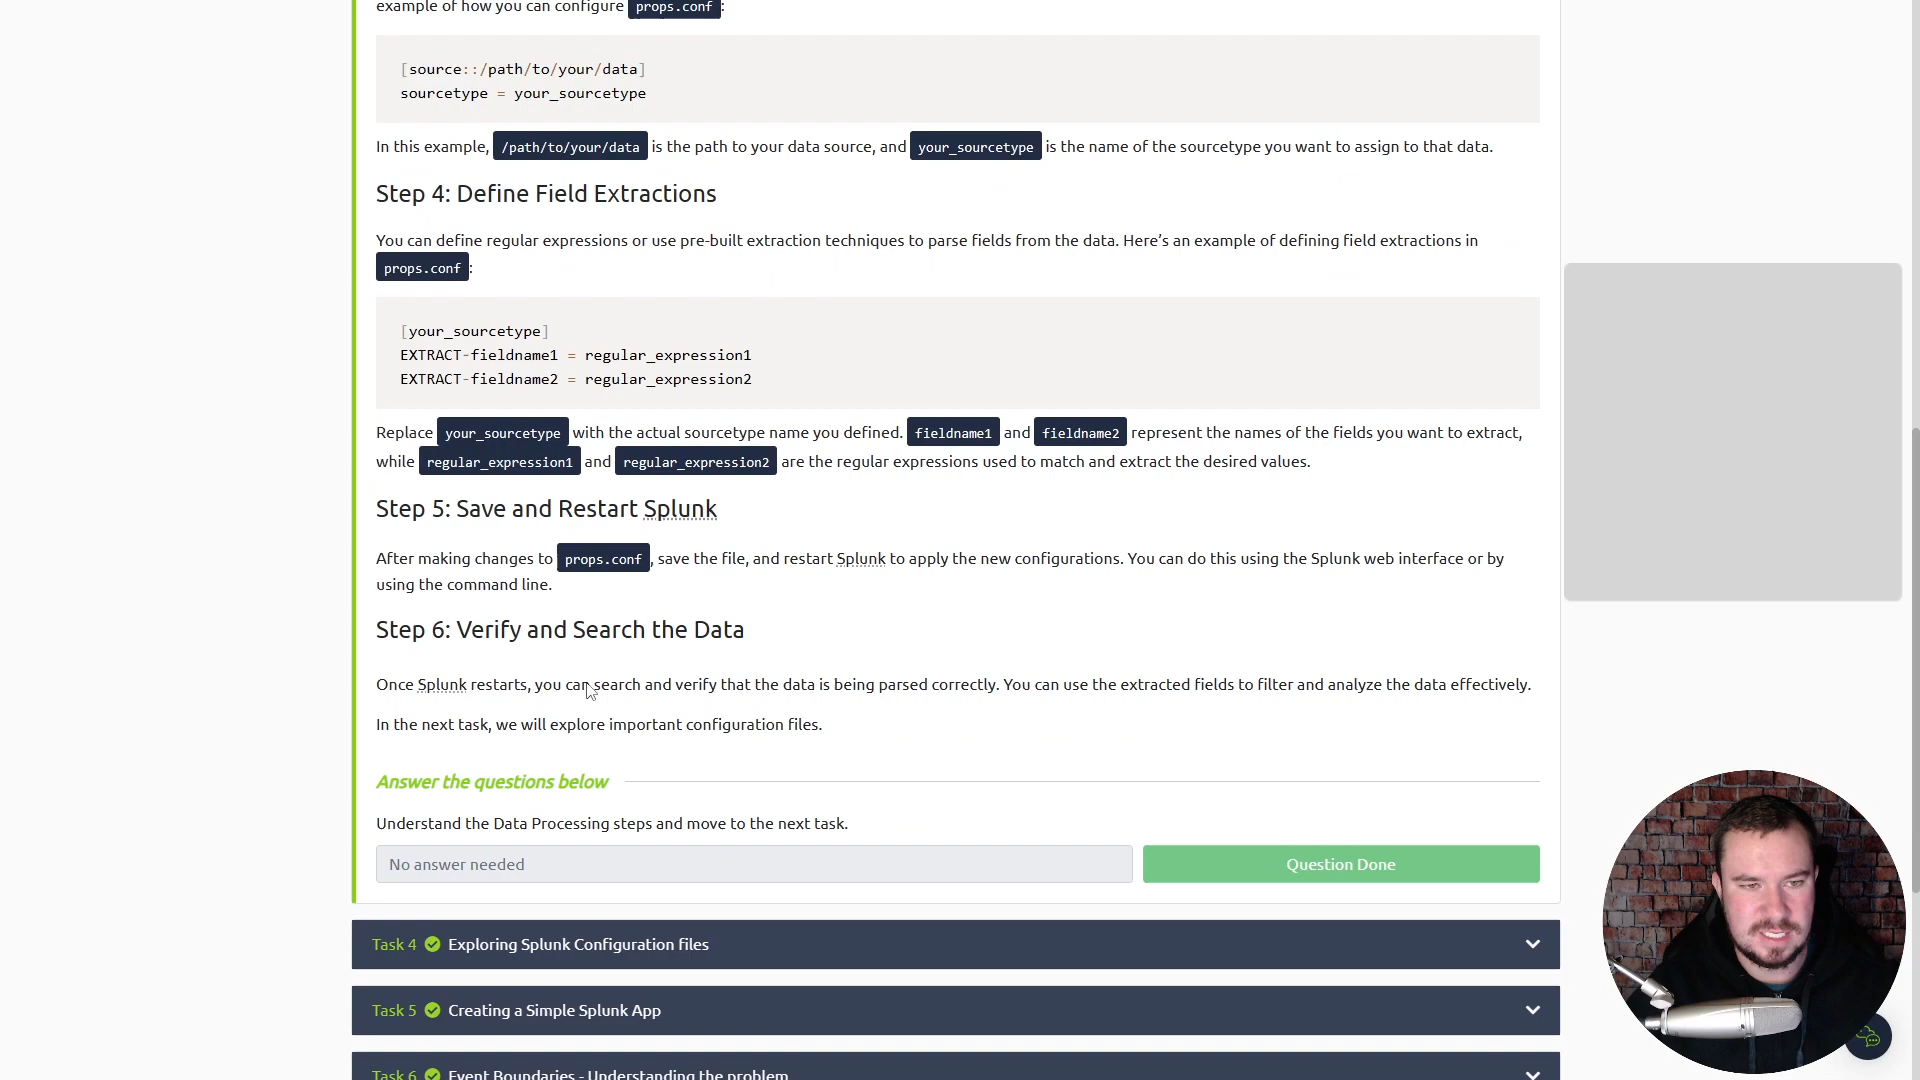 example of how you can configure props.conf :
[source::/path/to/your/data]
sourcetype = your_sourcetype
In this example, /path/to/your/data is the path to your data source, and your_sourcetype is the name of the sourcetype you want to assign to that data.
Step 4: Define Field Extractions
You can define regular expressions or use pre-built extraction techniques to parse fields from the data. Here’s an example of defining field extractions in
props.conf :
[your_sourcetype]
EXTRACT-fieldname1 = regular_expression1
EXTRACT-fieldname2 = regular_expression2
Replace your_sourcetype with the actual sourcetype name you defined. fieldname1 and fieldname2 represent the names of the fields you want to extract,
while regular_expression1 and regular_expression2 are the regular expressions used to match and extract the desired values.
Step 5: Save and Restart Splunk
After making changes to props.conf , save the file, and restart Splunk to apply the new configurations. You can do this using the Splunk web interface or by
using the command line.
Step 6: Verify and Search the Data
Once Splunk restarts, you can search and verify that the data is being parsed correctly. You can use the extracted fields to filter and analyze the data effectively.
In the next task, we will explore important configuration files.
Answer the questions below
Understand the Data Processing steps and move to the next task.
No answer needed
Question Done
Task 4 Exploring Splunk Configuration files
Task 5 Creating a Simple Splunk App
Task 6 Event Boundaries - Understanding the problem